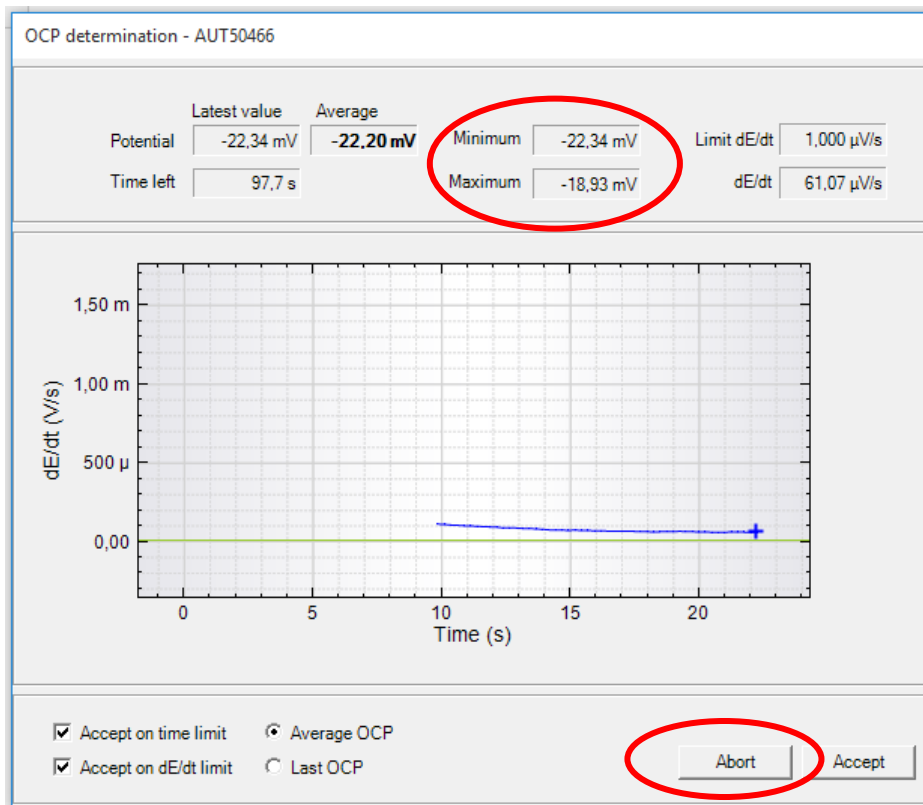 OCP determination - AUT50466
Latest value Average
Potential -22,34 mV -22,20 mV Minimum -22,34 mV Limit dE/dt 1,000 µV/s
Time left 97,7 s Maximum -18,93 mV dE/dt 61,07 µV/s
1,50 m
1,00 m
500 µ
0,00
dE/dt (V/s)
0 5 10 15 20
Time (s)
Accept on time limit Average OCP
Accept on dE/dt limit Last OCP
Abort Accept